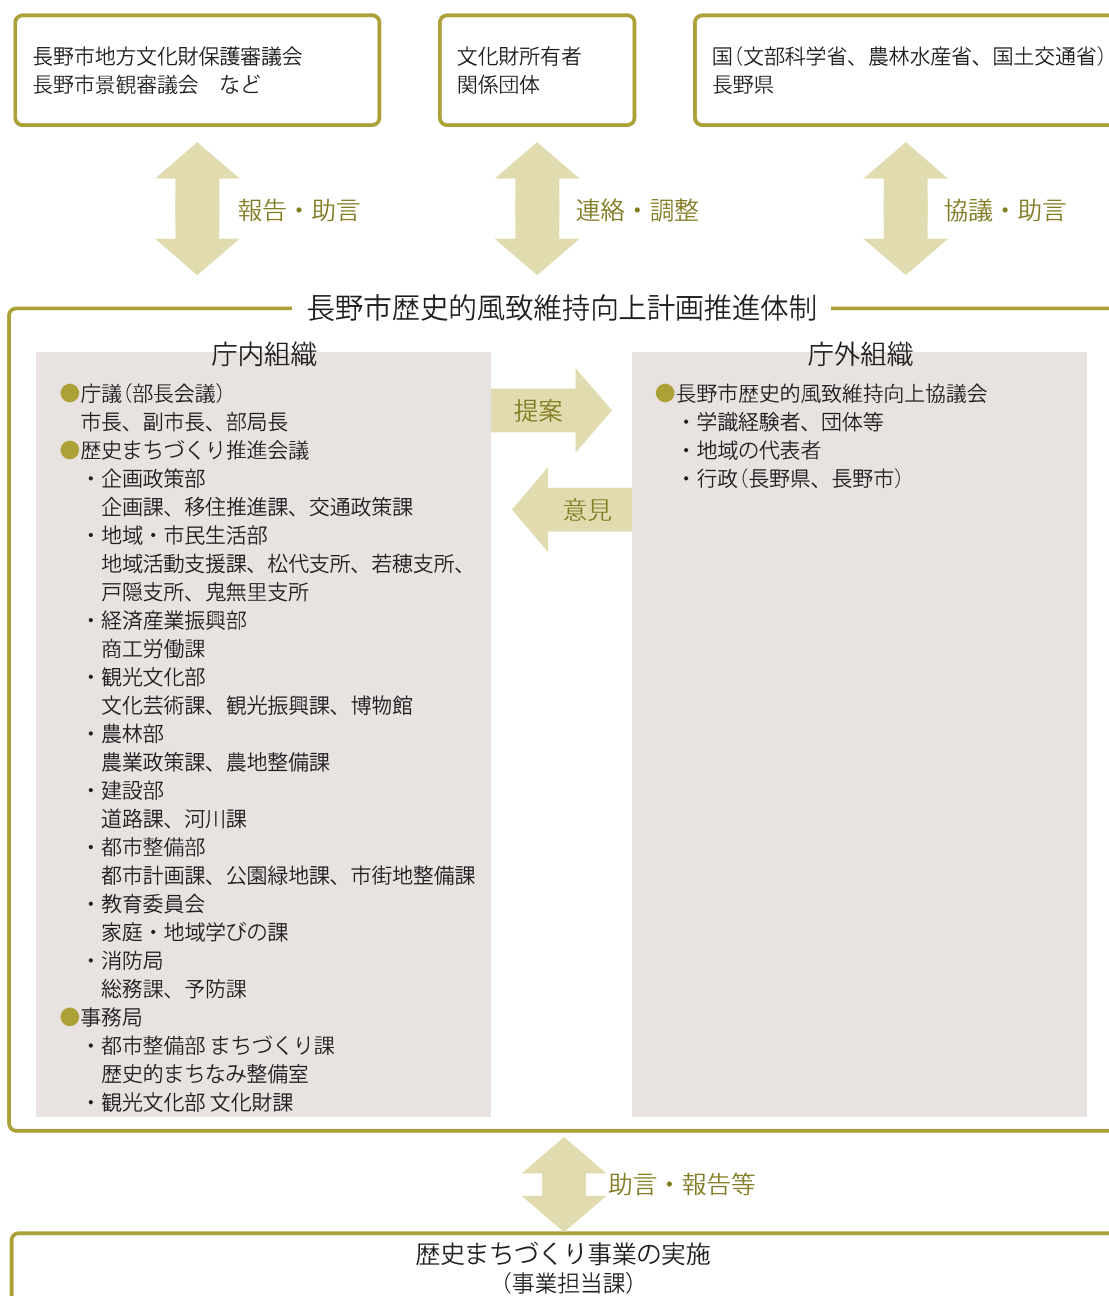 長野市地方文化財保護審議会
長野市景観審議会　など
文化財所有者
関係団体
国（文部科学省、農林水産省、国土交通省）
長野県
報告・助言
連絡・調整
協議・助言
長野市歴史的風致維持向上計画推進体制
庁内組織
●庁議（部長会議）
市長、副市長、部局長
●歴史まちづくり推進会議
・企画政策部
企画課、移住推進課、交通政策課
・地域・市民生活部
地域活動支援課、松代支所、若穂支所、
戸隠支所、鬼無里支所
・経済産業振興部
商工労働課
・観光文化部
文化芸術課、観光振興課、博物館
・農林部
農業政策課、農地整備課
・建設部
道路課、河川課
・都市整備部
都市計画課、公園緑地課、市街地整備課
・教育委員会
家庭・地域学びの課
・消防局
総務課、予防課
●事務局
・都市整備部 まちづくり課
歴史的まちなみ整備室
・観光文化部 文化財課
提案
意見
庁外組織
●長野市歴史的風致維持向上協議会
・学識経験者、団体等
・地域の代表者
・行政（長野県、長野市）
助言・報告等
歴史まちづくり事業の実施
（事業担当課）